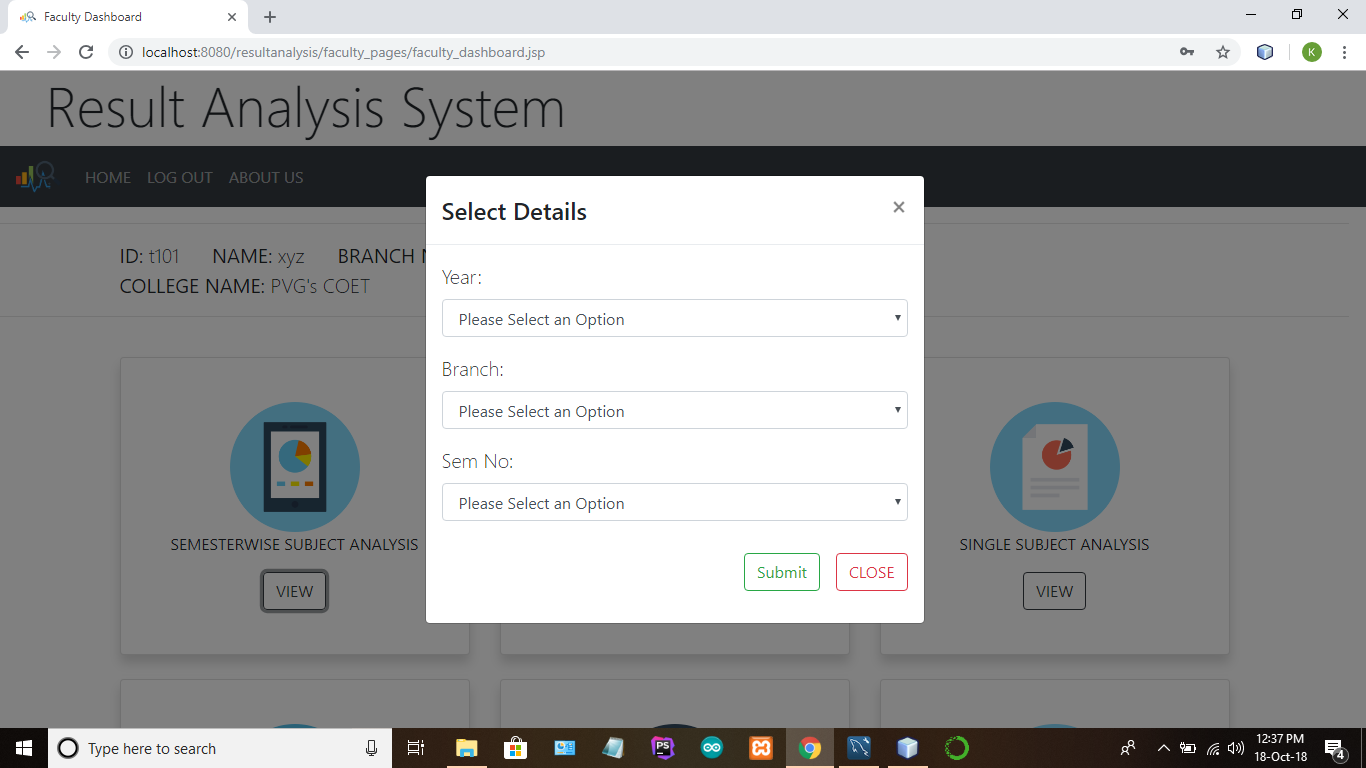 Faculty Dashboard
localhost:8080/resultanalysis/faculty_pages/faculty_dashboard.jsp
K
Result Analysis System
HOME LOG OUT ABOUT US
Select Details ×
ID: t101 NAME: xyz BRANCH
COLLEGE NAME: PVG's COET
Year:
Please Select an Option
Branch:
Please Select an Option
Sem No:
Please Select an Option
Submit CLOSE
SEMESTERWISE SUBJECT ANALYSIS
VIEW
SINGLE SUBJECT ANALYSIS
VIEW
Type here to search
PS
12:37 PM
18-Oct-18
4